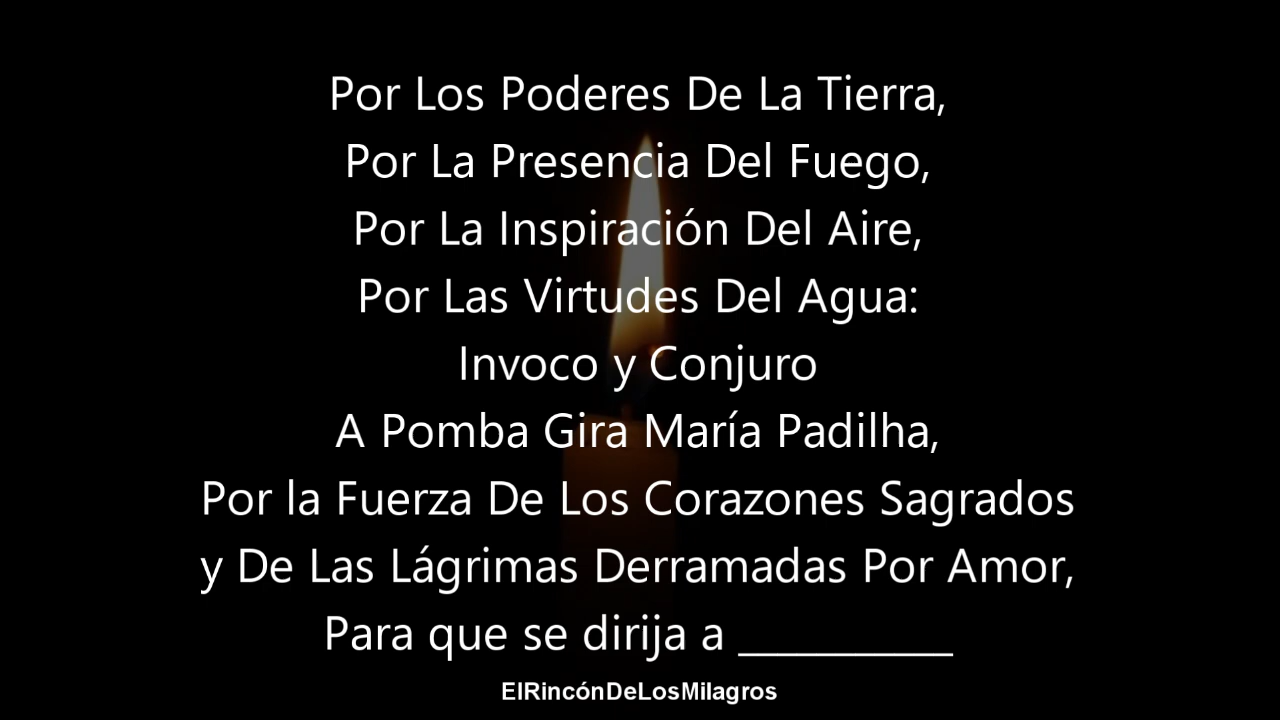 Por Los Poderes De La Tierra,
Por La Presencia Del Fuego,
Por La Inspiración Del Aire,
Por Las Virtudes Del Agua:
Invoco y Conjuro
A Pomba Gira María Padilha,
Por la Fuerza De Los Corazones Sagrados
y De Las Lágrimas Derramadas Por Amor,
Para que se dirija a ___________
ElRincónDeLosMilagros